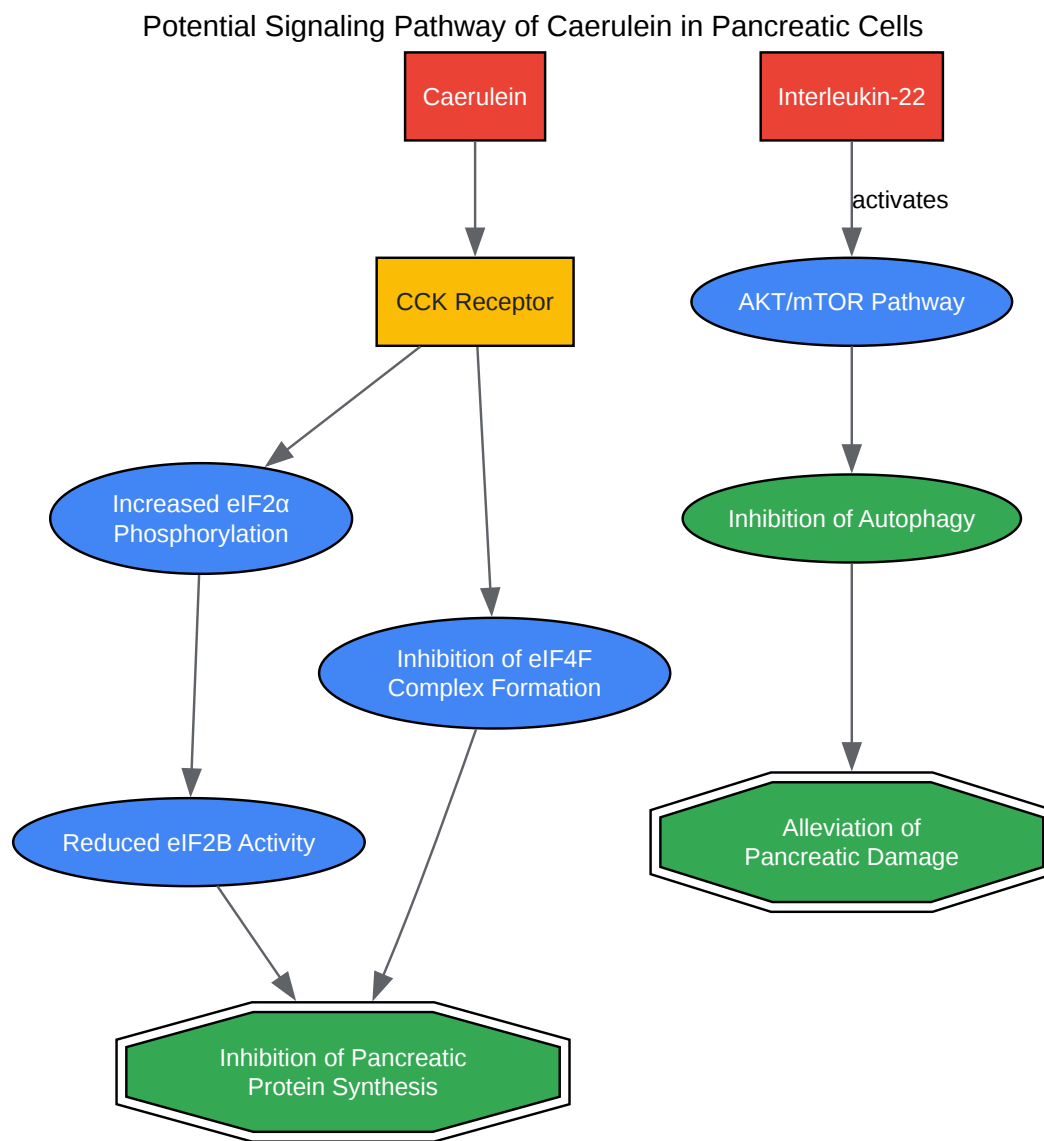 Potential Signaling Pathway of Caerulein in Pancreatic Cells
Caerulein
Interleukin-22
activates
CCK Receptor
AKT/mTOR Pathway
Increased eIF2α
Phosphorylation
Inhibition of Autophagy
Inhibition of eIF4F
Complex Formation
Reduced eIF2B Activity
Alleviation of
Pancreatic Damage
Inhibition of Pancreatic
Protein Synthesis